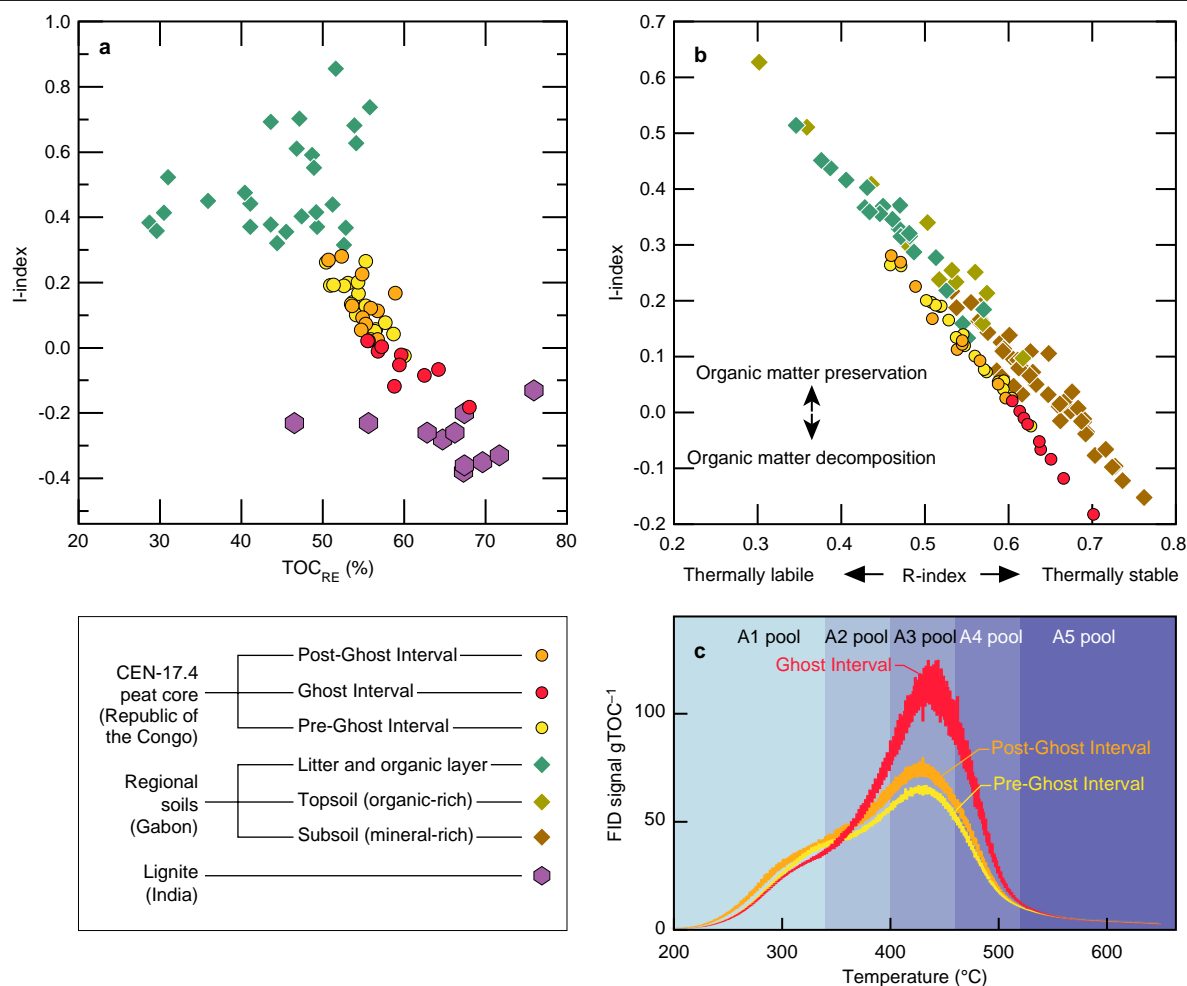 a
1.0
0.8
0.6
0.4
0.2
0.0
-0.2
-0.4
I-index
20
30
40
50
60
70
80
TOCRE (%)
b
0.7
0.6
0.5
0.4
0.3
0.2
0.1
0.0
-0.1
-0.2
I-index
Organic matter preservation
Organic matter decomposition
0.2
0.3
0.4
0.5
0.6
0.7
0.8
Thermally labile
R-index
Thermally stable
CEN-17.4
peat core
(Republic of
the Congo)
Post-Ghost Interval
Ghost Interval
Pre-Ghost Interval
Regional
soils
(Gabon)
Litter and organic layer
Topsoil (organic-rich)
Subsoil (mineral-rich)
Lignite
(India)
c
A1 pool
A2 pool
A3 pool
A4 pool
A5 pool
Ghost Interval
Post-Ghost Interval
Pre-Ghost Interval
100
50
0
FID signal gTOC–1
200
300
400
500
600
Temperature (°C)